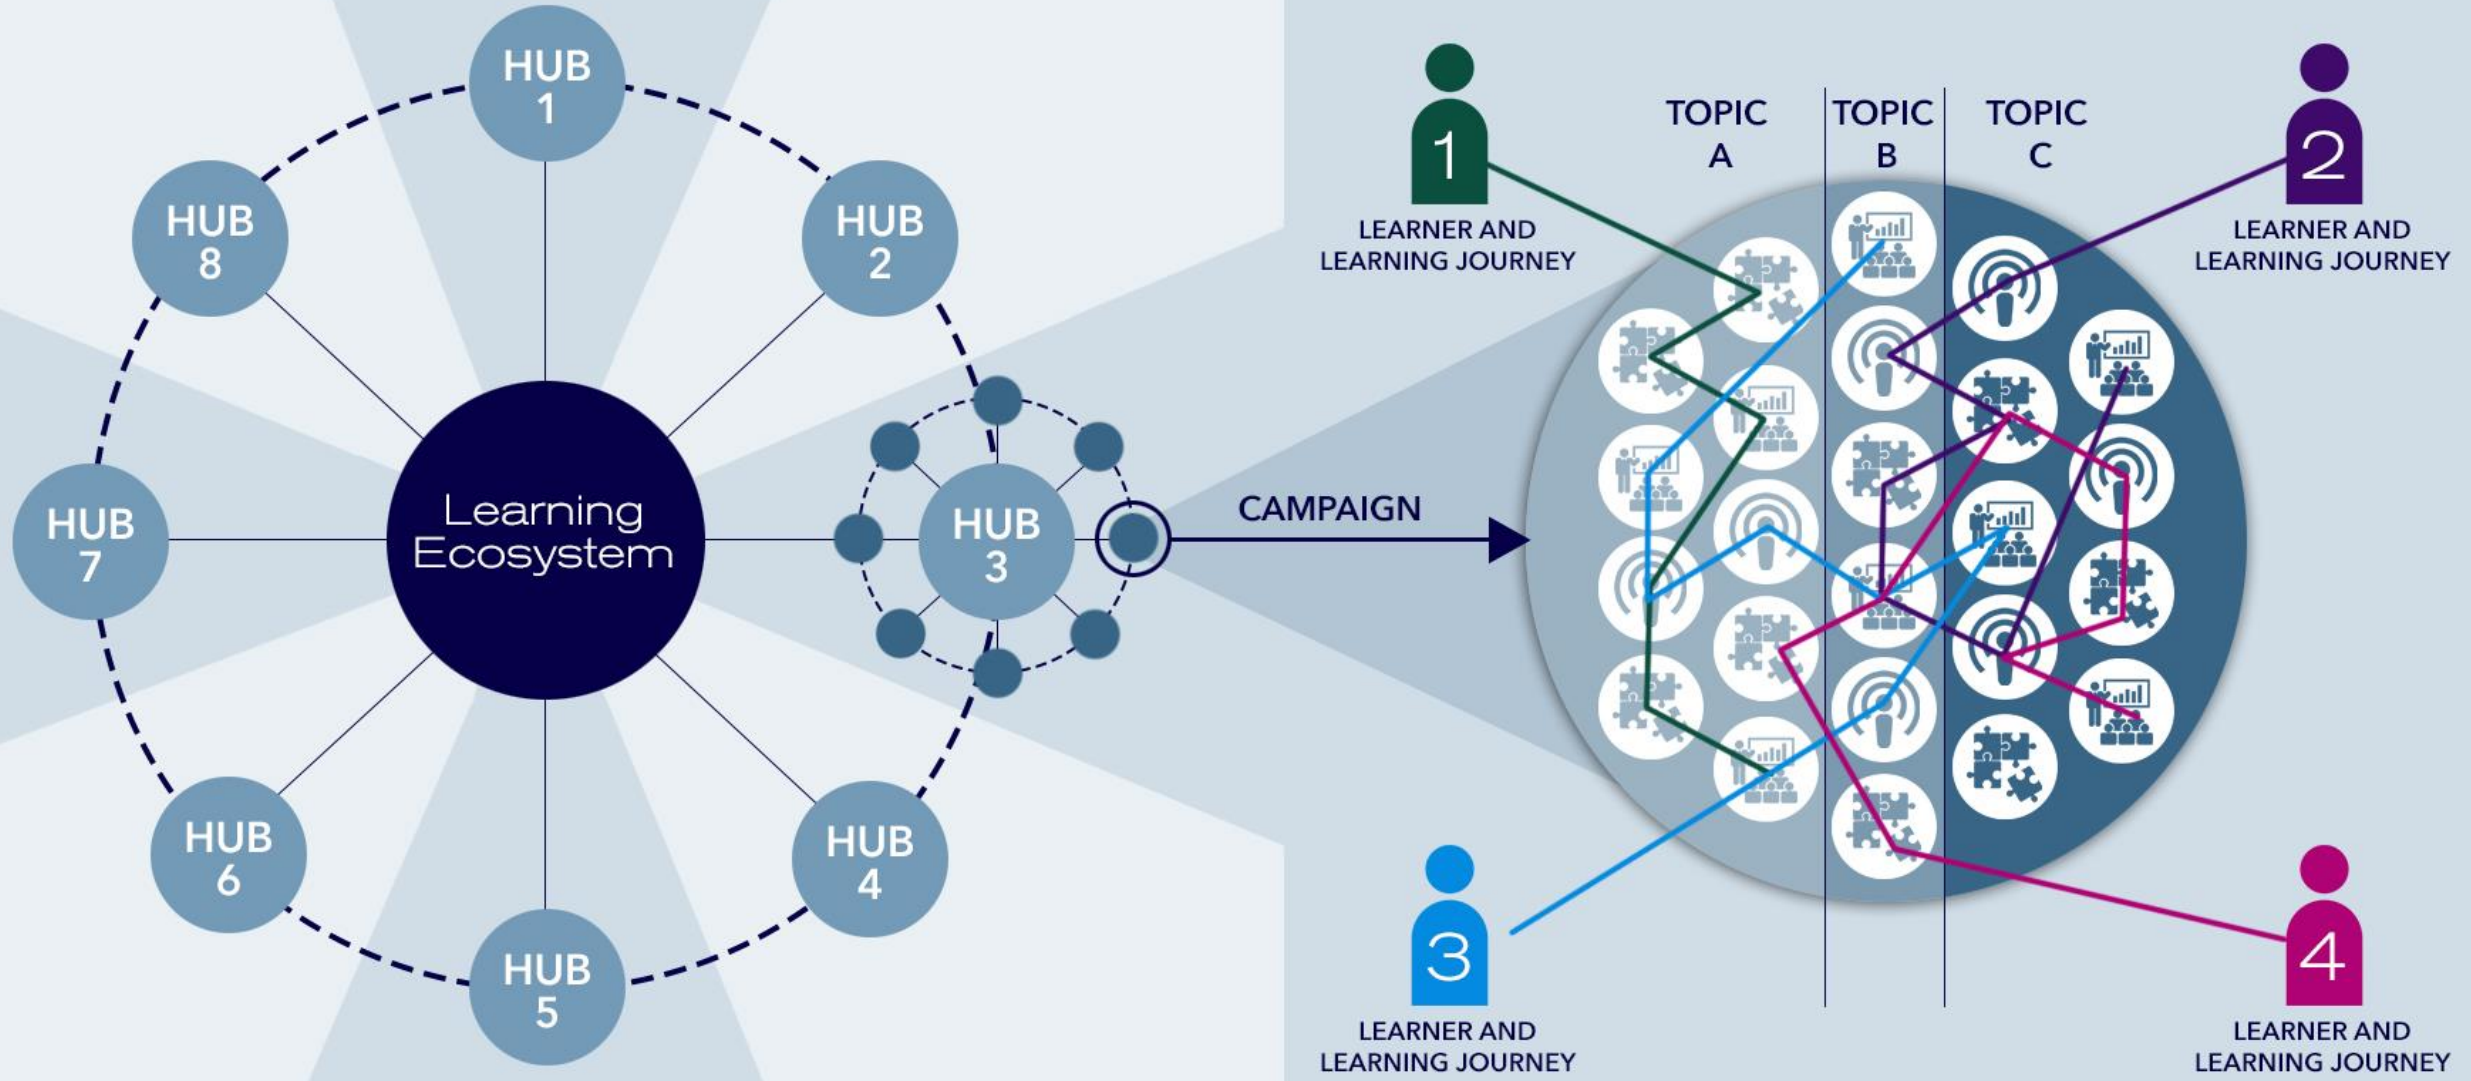 HUB
1
HUB
2
HUB
3
HUB
4
HUB
5
HUB
6
HUB
7
HUB
8
Learning
Ecosystem
CAMPAIGN
TOPIC
A
TOPIC
B
TOPIC
C
1
LEARNER AND
LEARNING JOURNEY
2
LEARNER AND
LEARNING JOURNEY
3
LEARNER AND
LEARNING JOURNEY
4
LEARNER AND
LEARNING JOURNEY